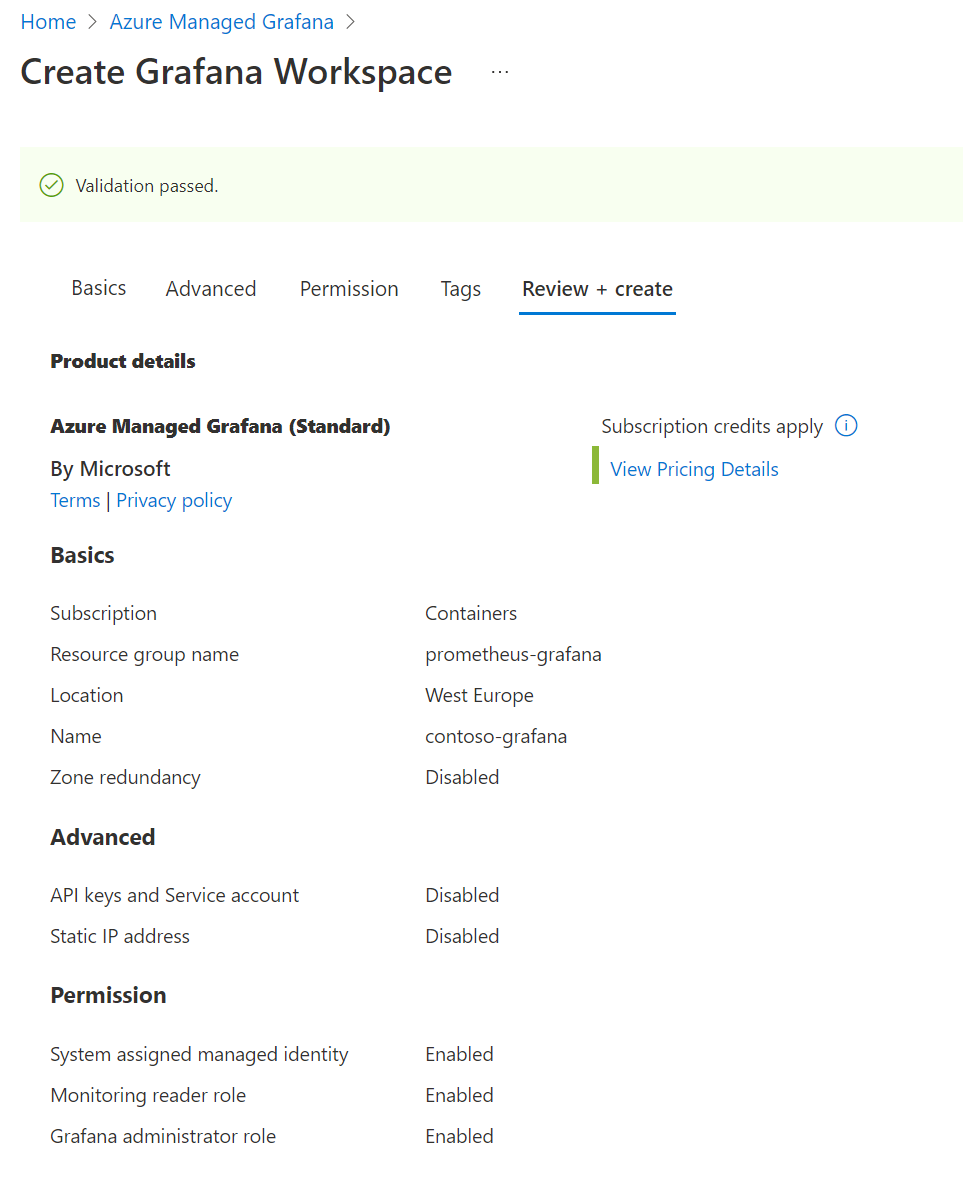 Home > Azure Managed Grafana >
Create Grafana Workspace ...
Validation passed.
Basics Advanced Permission Tags Review + create
Product details
Azure Managed Grafana (Standard) Subscription credits apply
By Microsoft View Pricing Details
Terms | Privacy policy
Basics
Subscription Containers
Resource group name prometheus-grafana
Location West Europe
Name contoso-grafana
Zone redundancy Disabled
Advanced
API keys and Service account Disabled
Static IP address Disabled
Permission
System assigned managed identity Enabled
Monitoring reader role Enabled
Grafana administrator role Enabled